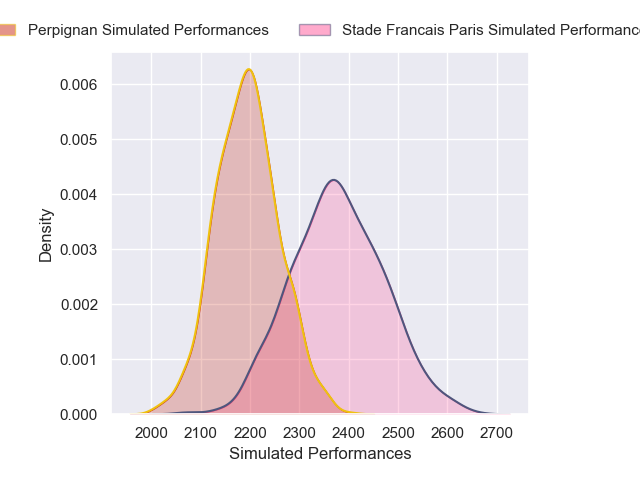 Perpignan Simulated Performances
Stade Francais Paris Simulated Performanc
0.006
0.005
0.004
0.003
0.002
0.001
0.000
Density
2000 2100 2200 2300 2400 2500 2600 2700
Simulated Performances